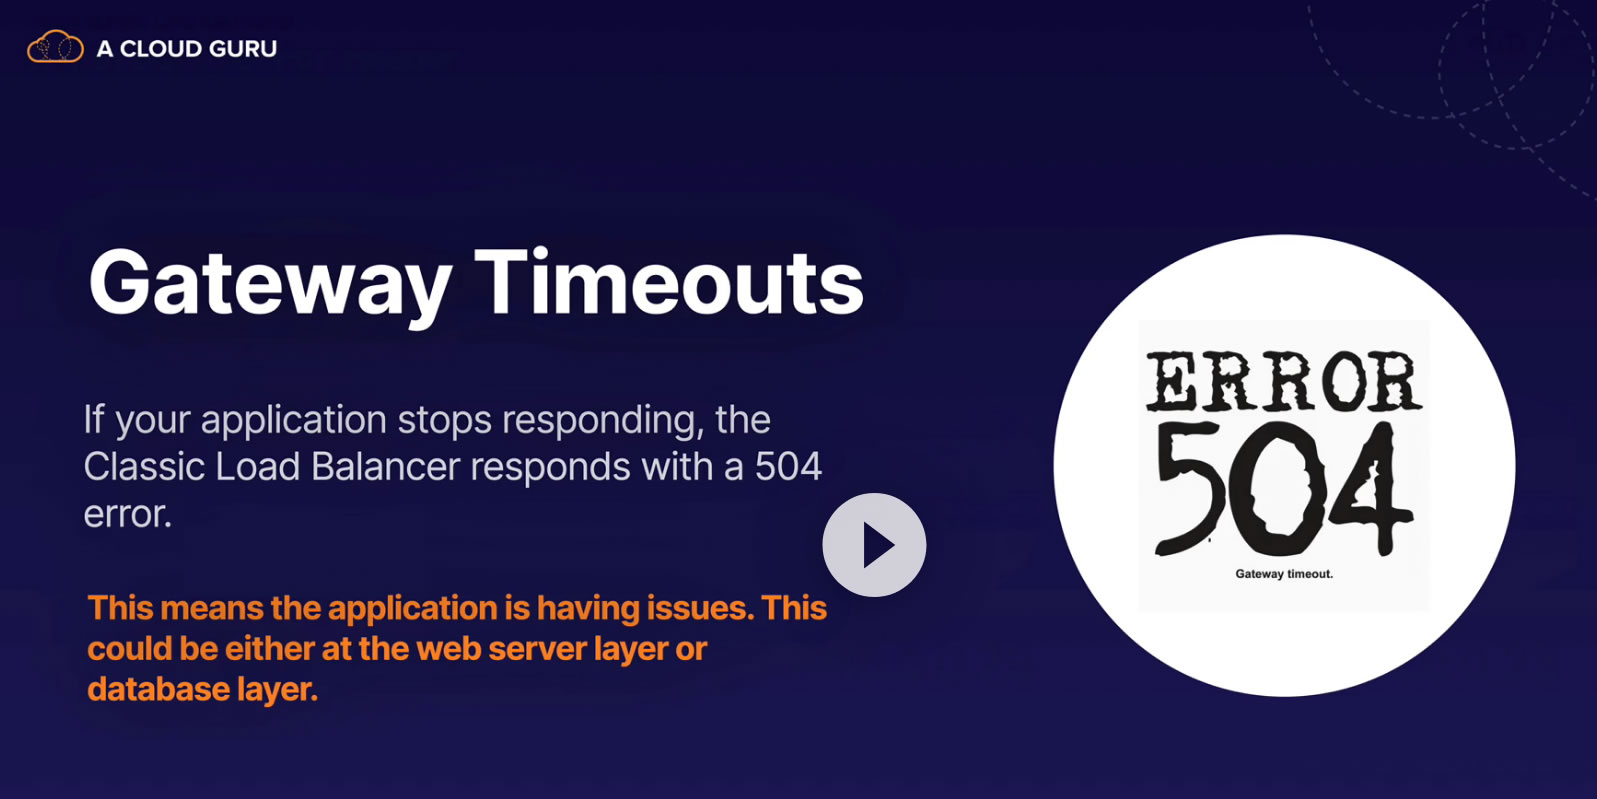 A CLOUD GURU
Gateway Timeouts
If your application stops responding, the
Classic Load Balancer responds with a 504
error.
This means the application is having issues. This
could be either at the web server layer or
database layer.
ERROR
504
Gateway timeout.